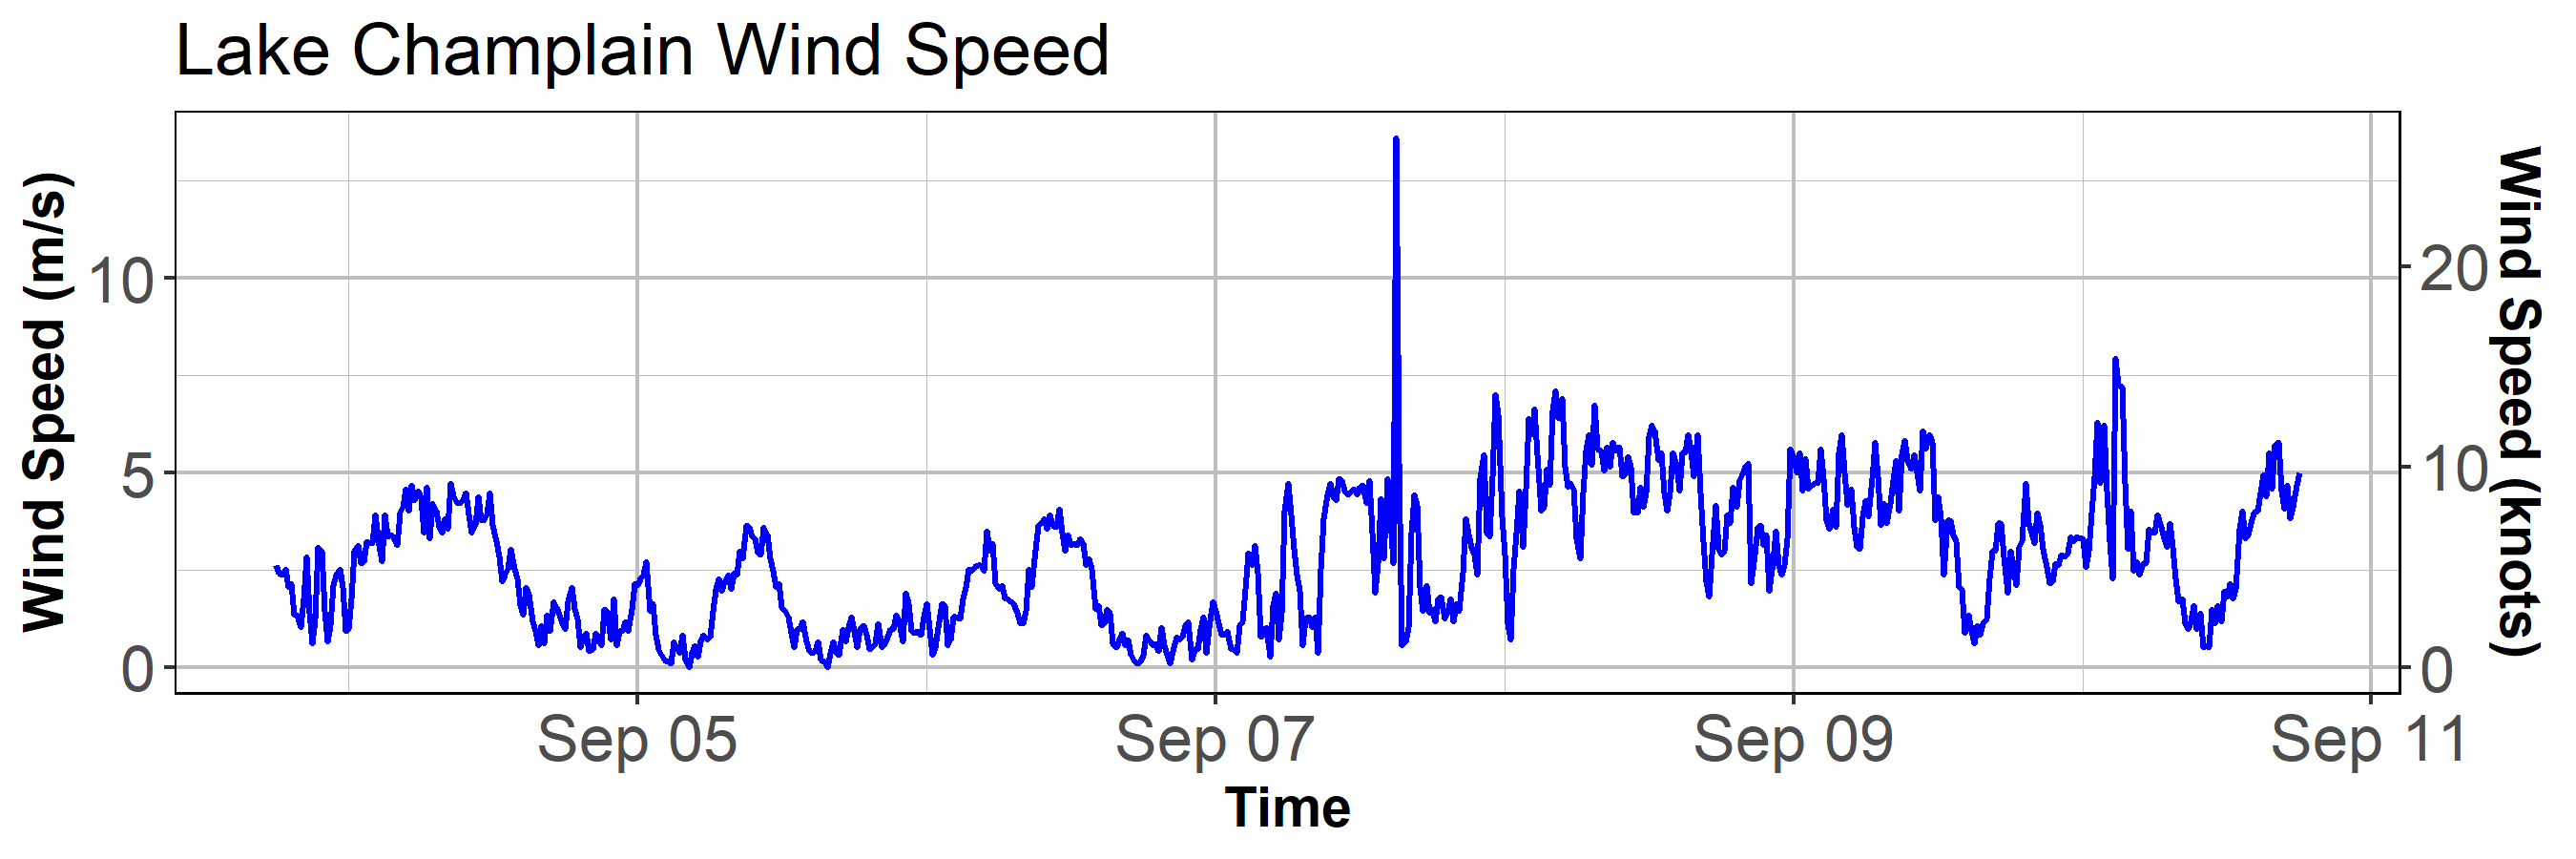 Lake Champlain Wind Speed
Wind Speed (m/s)
10
5
0
20
10
0
Wind Speed (knots)
Sep 05
Sep 07
Sep 09
Sep 11
Time